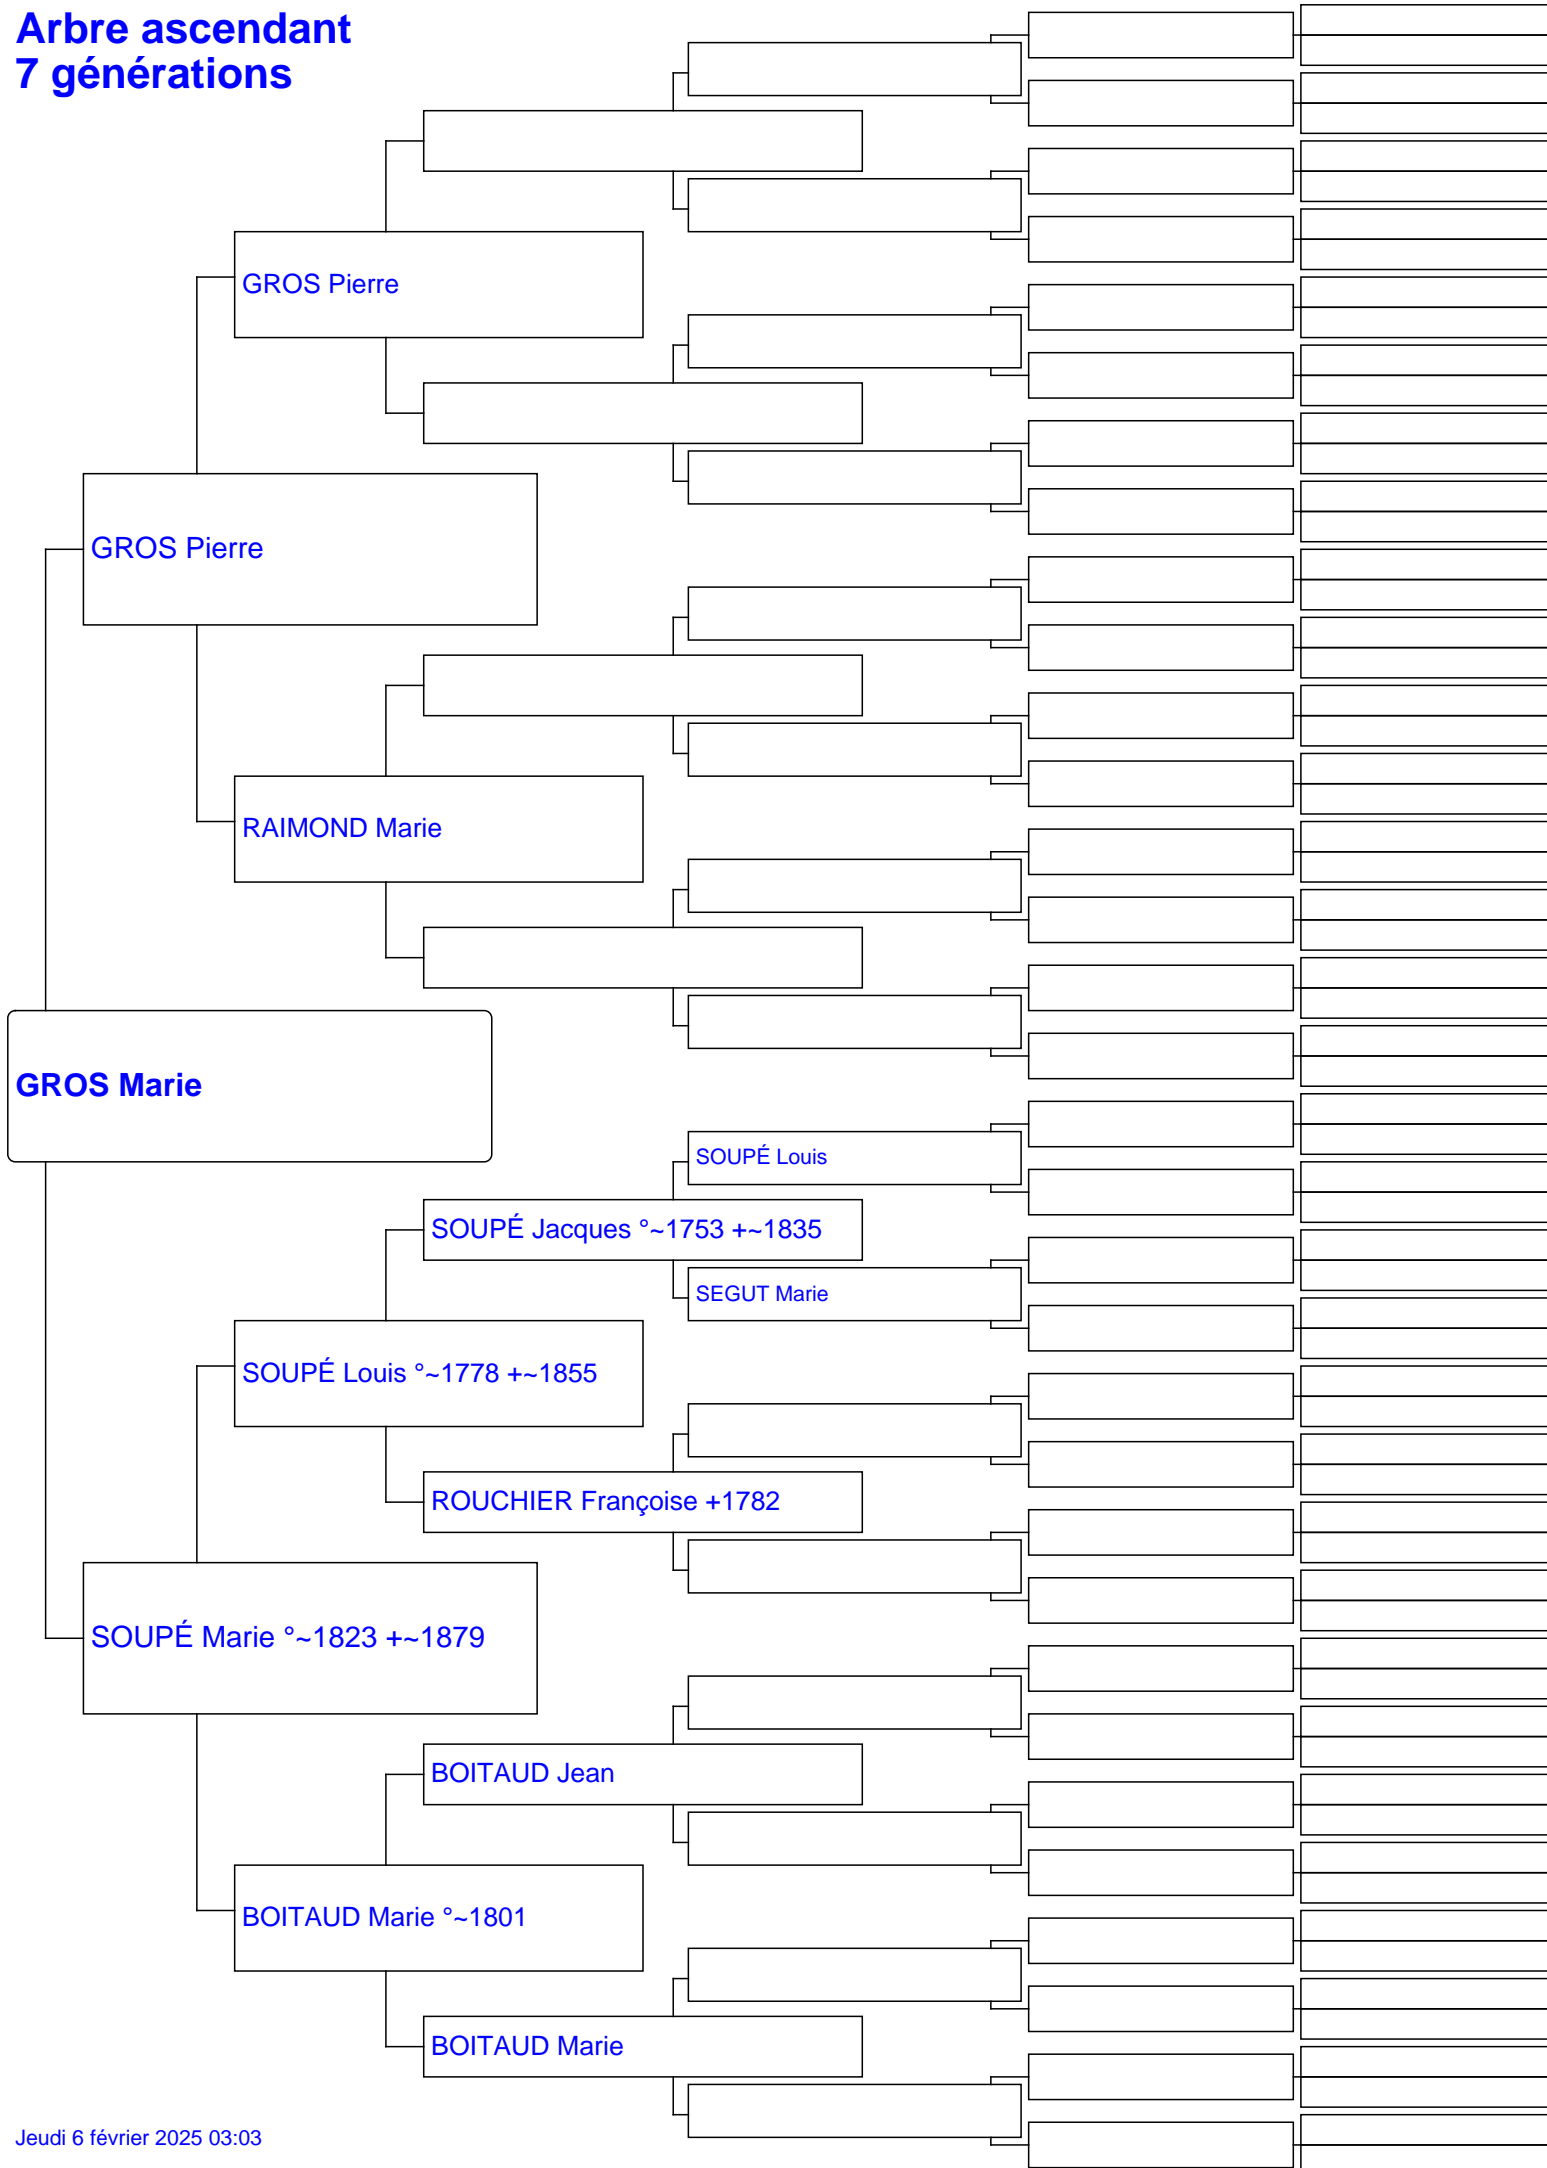 Arbre ascendant
7 générations
GROS Pierre
GROS Pierre
RAIMOND Marie
GROS Marie
SOUPÉ Louis
SOUPÉ Jacques °~1753 +~1835
SEGUT Marie
SOUPÉ Louis °~1778 +~1855
ROUCHIER Françoise +1782
SOUPÉ Marie °~1823 +~1879
BOITAUD Jean
BOITAUD Marie °~1801
BOITAUD Marie
Jeudi 6 février 2025 03:03